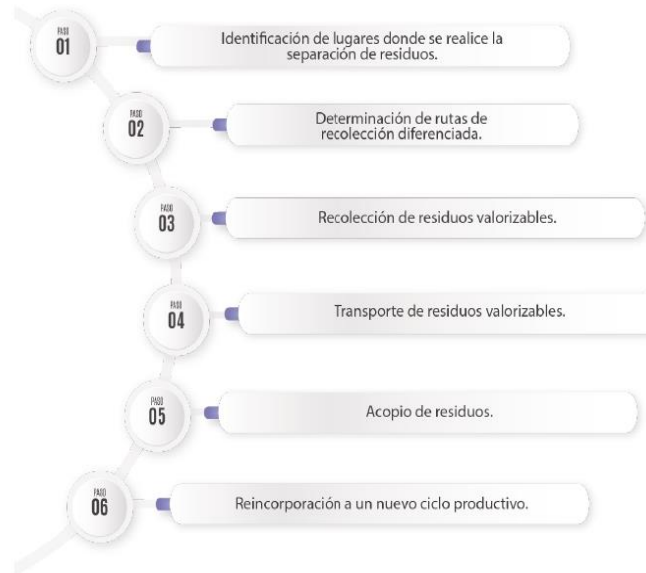 PASO
01
Identificación de lugares donde se realice la
separación de residuos.
PASO
02
Determinación de rutas de
recolección diferenciada.
PASO
03
Recolección de residuos valorizables.
PASO
04
Transporte de residuos valorizables.
PASO
05
Acopio de residuos.
PASO
06
Reincorporación a un nuevo ciclo productivo.